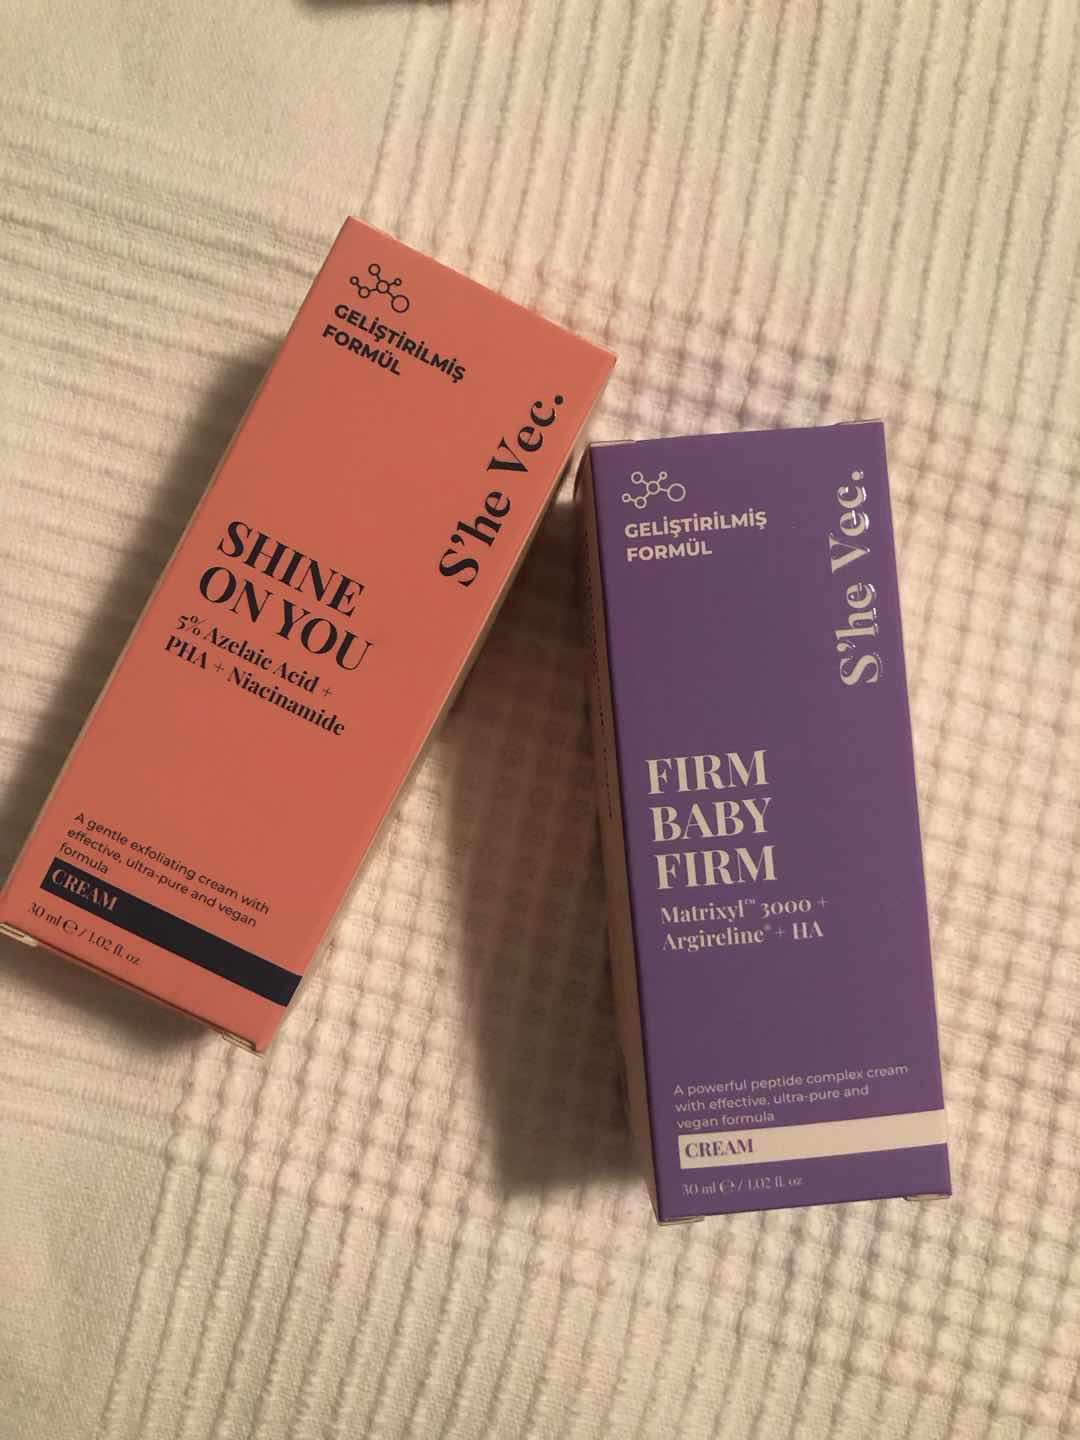 GELİŞTİRİLMİŞ
FORMÜL
S'he Vec.
SHINE
ON YOU
5% Azelaic Acid +
PHA + Niacinamide
A gentle exfoliating cream with
effective, ultra-pure and vegan
formula
CREAM
30 ml ℮ / 1.02 fl. oz
GELİŞTİRİLMİŞ
FORMÜL
S'he Vec.
FIRM
BABY
FIRM
Matrixyl™ 3000 +
Argireline® + HA
A powerful peptide complex cream
with effective, ultra-pure and
vegan formula
CREAM
30 ml ℮ / 1.02 fl. oz